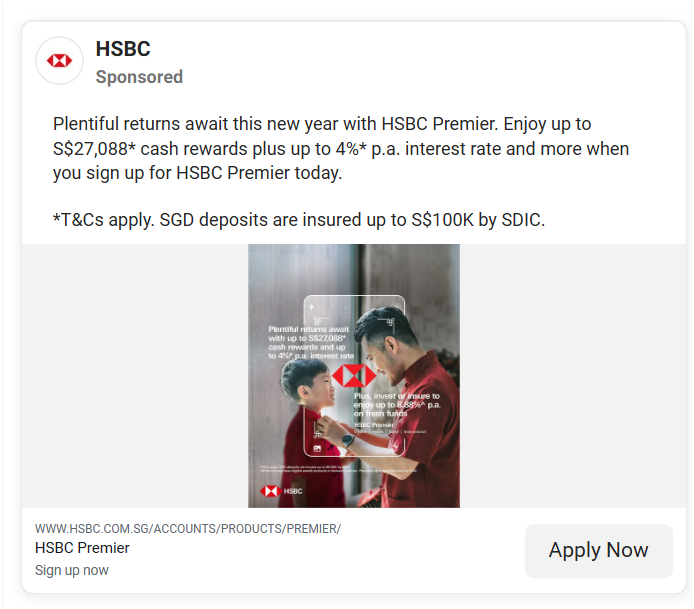 HSBC
Sponsored
Plentiful returns await this new year with HSBC Premier. Enjoy up to
S$27,088* cash rewards plus up to 4%* p.a. interest rate and more when
you sign up for HSBC Premier today.
*T&Cs apply. SGD deposits are insured up to S$100K by SDIC.
Plentiful returns await
with up to S$27,088*
cash rewards and up
to 4%* p.a. interest rate
Plus, invest or insure to
enjoy up to 8.88%^ p.a.
on fresh funds
HSBC Premier
HSBC
WWW.HSBC.COM.SG/ACCOUNTS/PRODUCTS/PREMIER/
HSBC Premier
Sign up now
Apply Now